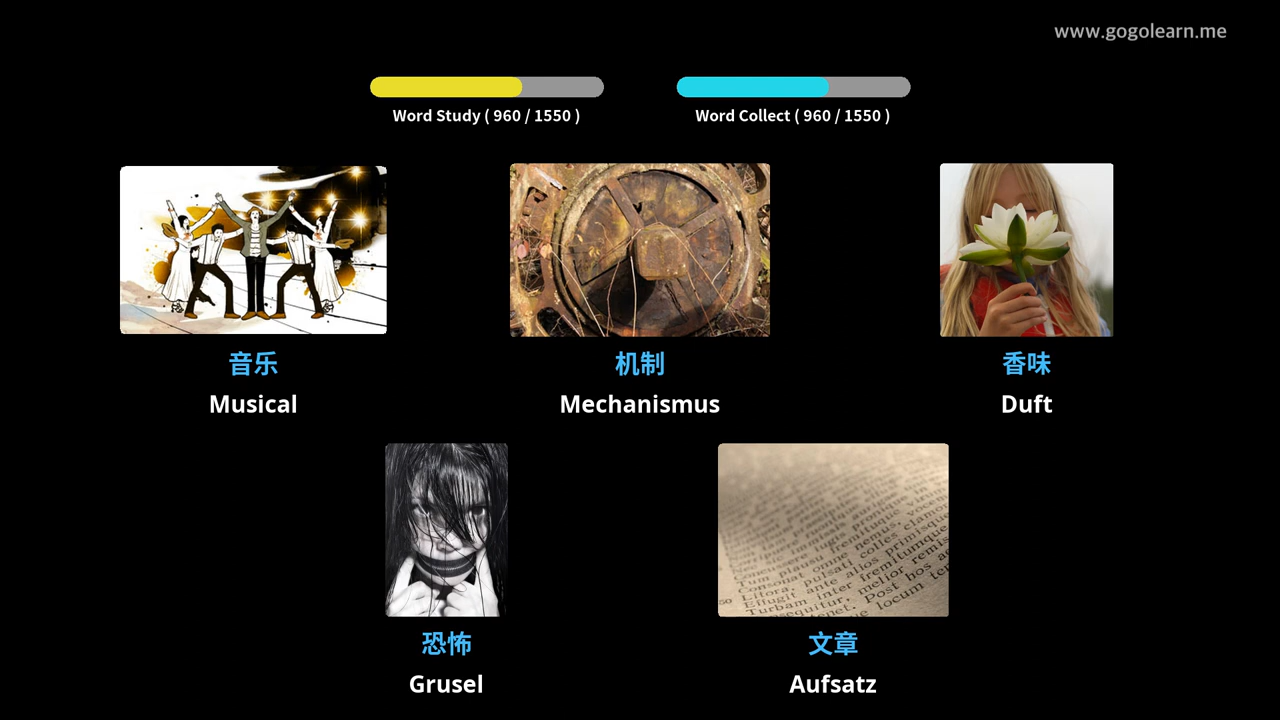 www.gogolearn.me
Word Study ( 960 / 1550 )
Word Collect ( 960 / 1550 )
音乐
Musical
机制
Mechanismus
香味
Duft
恐怖
Grusel
文章
Aufsatz